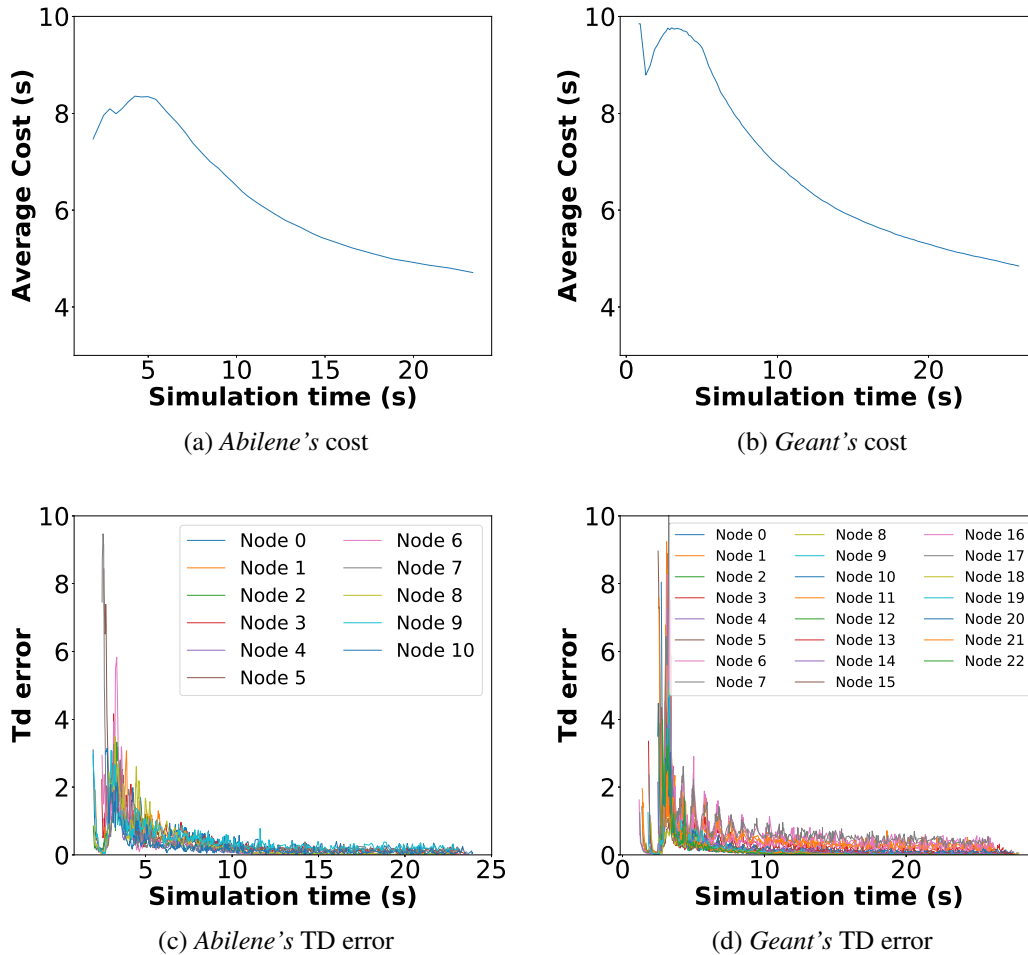 10
8
6
4
Average Cost (s)
5 10 15 20
Simulation time (s)
(a) Abilene's cost
10
8
6
4
Average Cost (s)
0 10 20
Simulation time (s)
(b) Geant's cost
10
8
6
4
2
0
Td error
Node 0 Node 6
Node 1 Node 7
Node 2 Node 8
Node 3 Node 9
Node 4 Node 10
Node 5
5 10 15 20 25
Simulation time (s)
(c) Abilene's TD error
10
8
6
4
2
0
Td error
Node 0 Node 8 Node 16
Node 1 Node 9 Node 17
Node 2 Node 10 Node 18
Node 3 Node 11 Node 19
Node 4 Node 12 Node 20
Node 5 Node 13 Node 21
Node 6 Node 14 Node 22
Node 7 Node 15
0 10 20
Simulation time (s)
(d) Geant's TD error